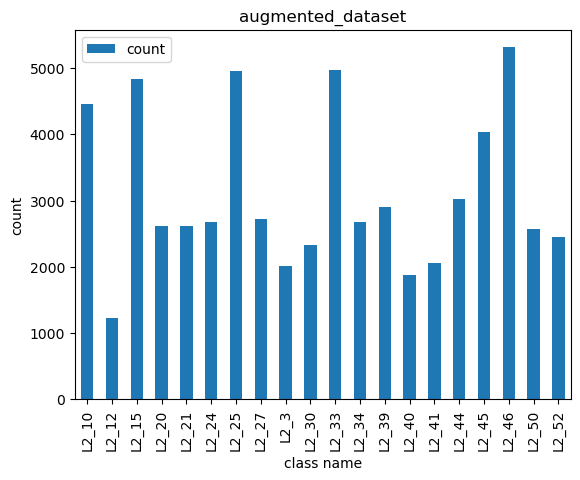 augmented_dataset
count
5000
4000
3000
2000
1000
0
count
L2_10
L2_12
L2_15
L2_20
L2_21
L2_24
L2_25
L2_27
L2_3
L2_30
L2_33
L2_34
L2_39
L2_40
L2_41
L2_44
L2_45
L2_46
L2_50
L2_52
class name